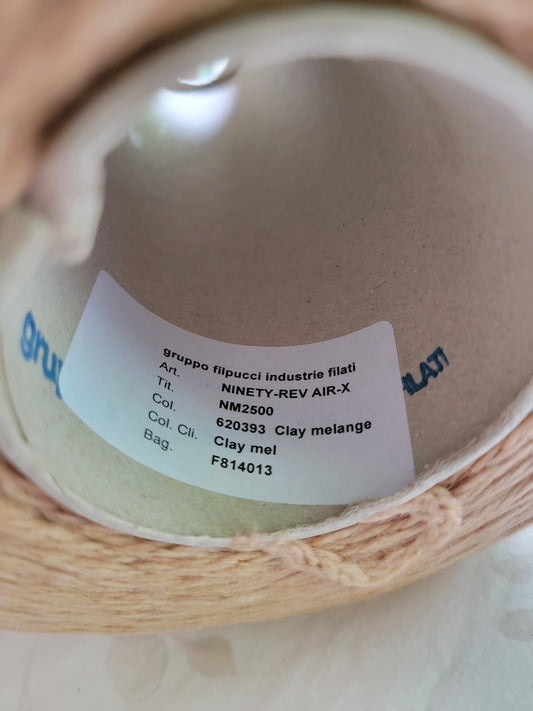 gruppo filpucci industrie filati
Art. NINETY-REV AIR-X
Tit. NM2500
Col. 620393 Clay melange
Col. Cli. Clay mel
Bag. F814013